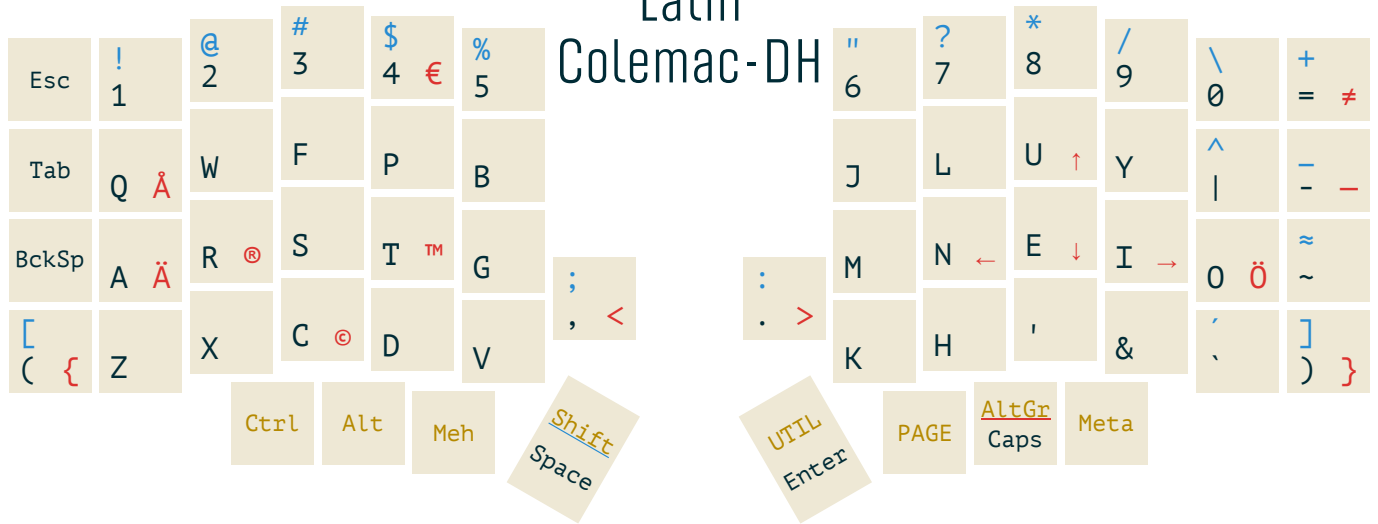 Latin
Colemac-DH
Esc
!
1
@
2
#
3
$
4 €
%
5
"
6
?
7
*
8
/
9
\
0
+
= ≠
Tab
Q Å
W
F
P
B
J
L
U ↑
Y
^
|
_
- —
BckSp
A Ä
R ®
S
T ™
G
;
, <
:
. >
M
N ←
E ↓
I →
O Ö
≈
~
[
( {
Z
X
C ©
D
V
K
H
'
&
´
`
]
) }
Ctrl
Alt
Meh
Shift
Space
UTIL
Enter
PAGE
AltGr
Caps
Meta